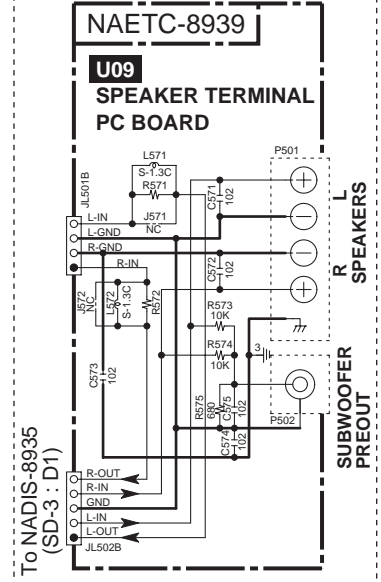 NAETC-8939
U09
SPEAKER TERMINAL
PC BOARD
L571
S-1.3C
R571
J571
NC
JL501B
L-IN
L-GND
R-GND
R-IN
C571
102
C572
102
P501
L
R
SPEAKERS
J572
NC
L572
S-1.3C
R572
C573
102
R573
10K
R574
10K
R575
680
C575
102
C574
102
3
P502
SUBWOOFER
PREOUT
R-OUT
R-IN
GND
L-IN
L-OUT
JL502B
To NADIS-8935
(SD-3 : D1)